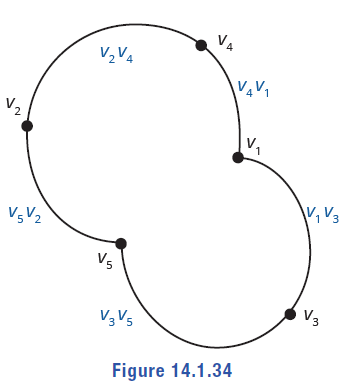 V₄
V₂V₄
V₄V₁
V₂
V₁
V₅V₂
V₁V₃
V₅
V₃V₅
V₃
Figure 14.1.34